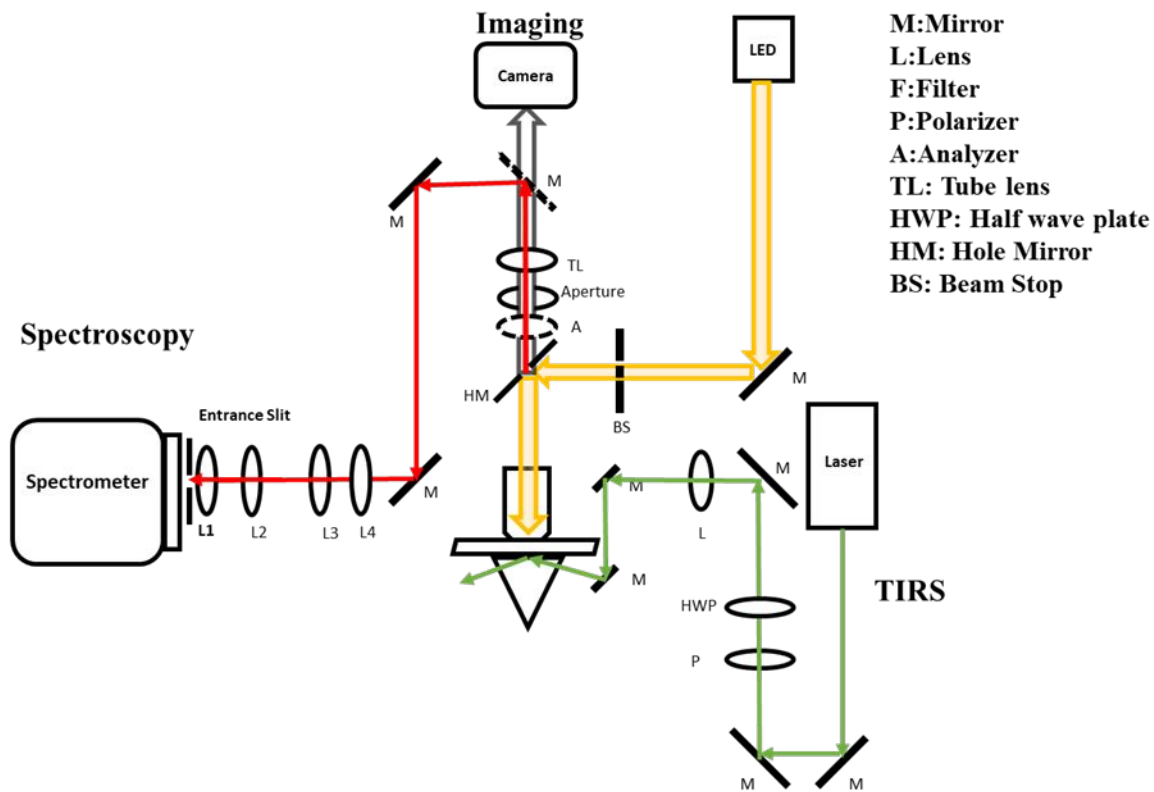 Imaging
Camera
LED
M:Mirror
L:Lens
F:Filter
P:Polarizer
A:Analyzer
TL: Tube lens
HWP: Half wave plate
HM: Hole Mirror
BS: Beam Stop
M
M
TL
Aperture
A
Spectroscopy
HM
M
BS
Entrance Slit
Spectrometer
L1
L2
L3
L4
M
M
L
M
Laser
M
TIRS
HWP
P
M
M